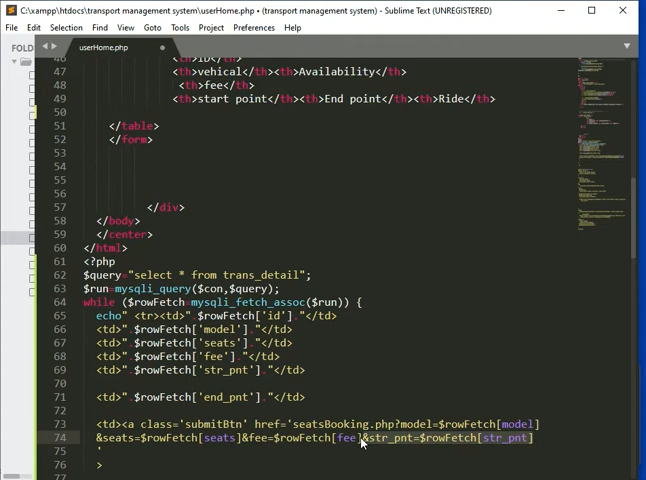 C:\xampp\htdocs\transport management system\userHome.php • (transport management system) - Sublime Text (UNREGISTERED)
File Edit Selection Find View Goto Tools Project Preferences Help
FOLD
userHome.php
<th>ID</th>
47 <th>vehical</th><th>Availability</th>
48 <th>fee</th>
49 <th>start point</th><th>End point</th><th>Ride</th>
50
51 </table>
52 </form>
53
54
55
56
57 </div>
58 </body>
59 </center>
60 </html>
61 <?php
62 $query="select * from trans_detail";
63 $run=mysqli_query($con,$query);
64 while ($rowFetch=mysqli_fetch_assoc($run)) {
65 echo" <tr><td>".$rowFetch['id']."</td>
66 <td>".$rowFetch['model']."</td>
67 <td>".$rowFetch['seats']."</td>
68 <td>".$rowFetch['fee']."</td>
69 <td>".$rowFetch['str_pnt']."</td>
70
71 <td>".$rowFetch['end_pnt']."</td>
72
73 <td><a class='submitBtn' href='seatsBooking.php?model=$rowFetch[model]
74 &seats=$rowFetch[seats]&fee=$rowFetch[fee]&str_pnt=$rowFetch[str_pnt]
75 '
76 >
77